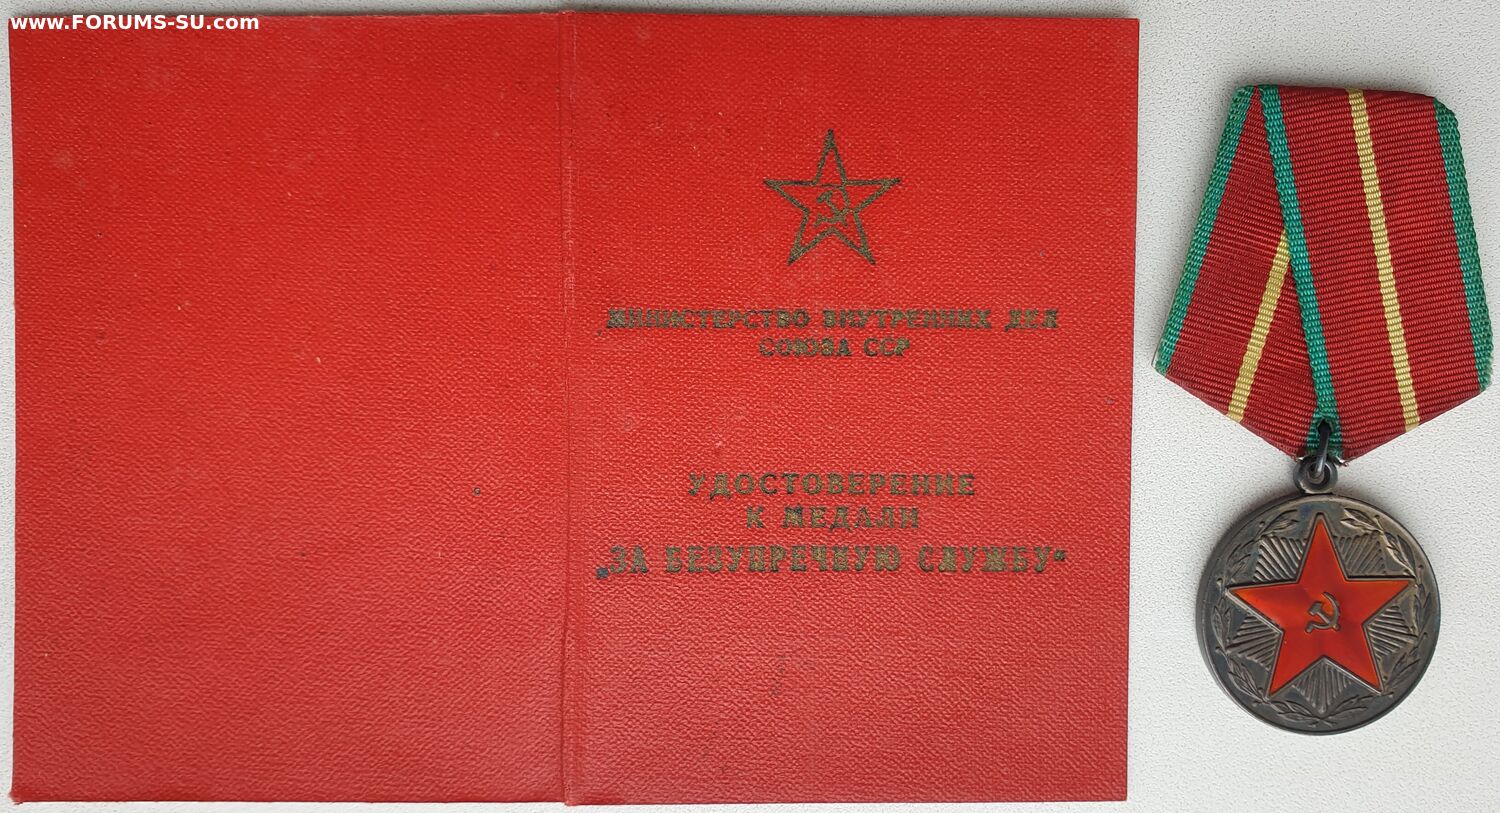 www.FORUMS-SU.com
МИНИСТЕРСТВО ВНУТРЕННИХ ДЕЛ
СОЮЗА ССР
УДОСТОВЕРЕНИЕ
К МЕДАЛИ
„ЗА БЕЗУПРЕЧНУЮ СЛУЖБУ“